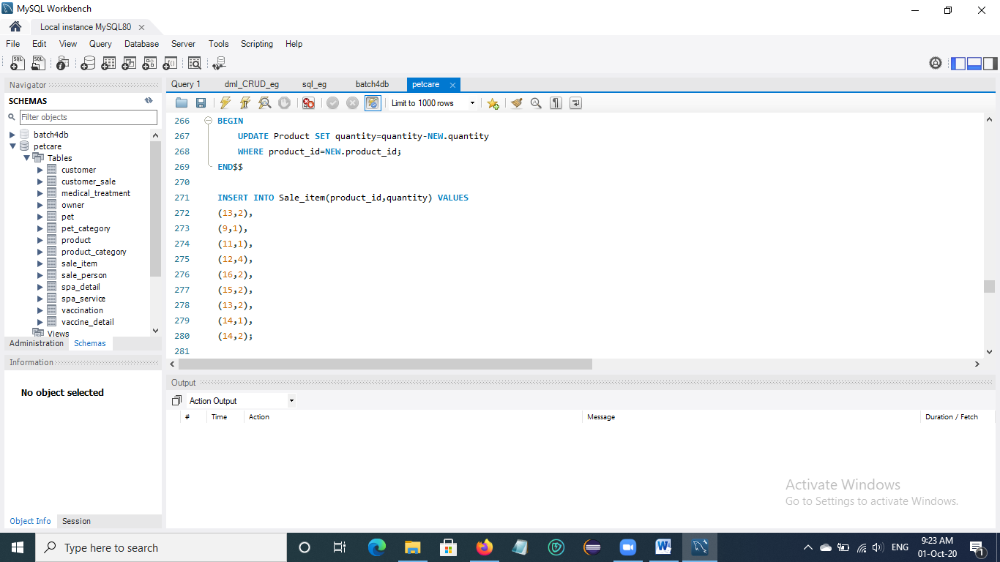 MySQL Workbench
Local instance MySQL80
File Edit View Query Database Server Tools Scripting Help
Navigator
SCHEMAS
Filter objects
batch4db
petcare
Tables
customer
customer_sale
medical_treatment
owner
pet
pet_category
product
product_category
sale_item
sale_person
spa_detail
spa_service
vaccination
vaccine_detail
Views
Administration Schemas
Information
No object selected
Object Info Session
Query 1 dml_CRUD_eg sql_eg batch4db petcare
Limit to 1000 rows
266 BEGIN
267 UPDATE Product SET quantity=quantity-NEW.quantity
268 WHERE product_id=NEW.product_id;
269 END$$
270
271 INSERT INTO Sale_item(product_id,quantity) VALUES
272 (13,2),
273 (9,1),
274 (11,1),
275 (12,4),
276 (16,2),
277 (15,2),
278 (13,2),
279 (14,1),
280 (14,2);
281
Output
Action Output
# Time Action Message Duration / Fetch
Activate Windows
Go to Settings to activate Windows.
Type here to search
ENG
9:23 AM
01-Oct-20
1